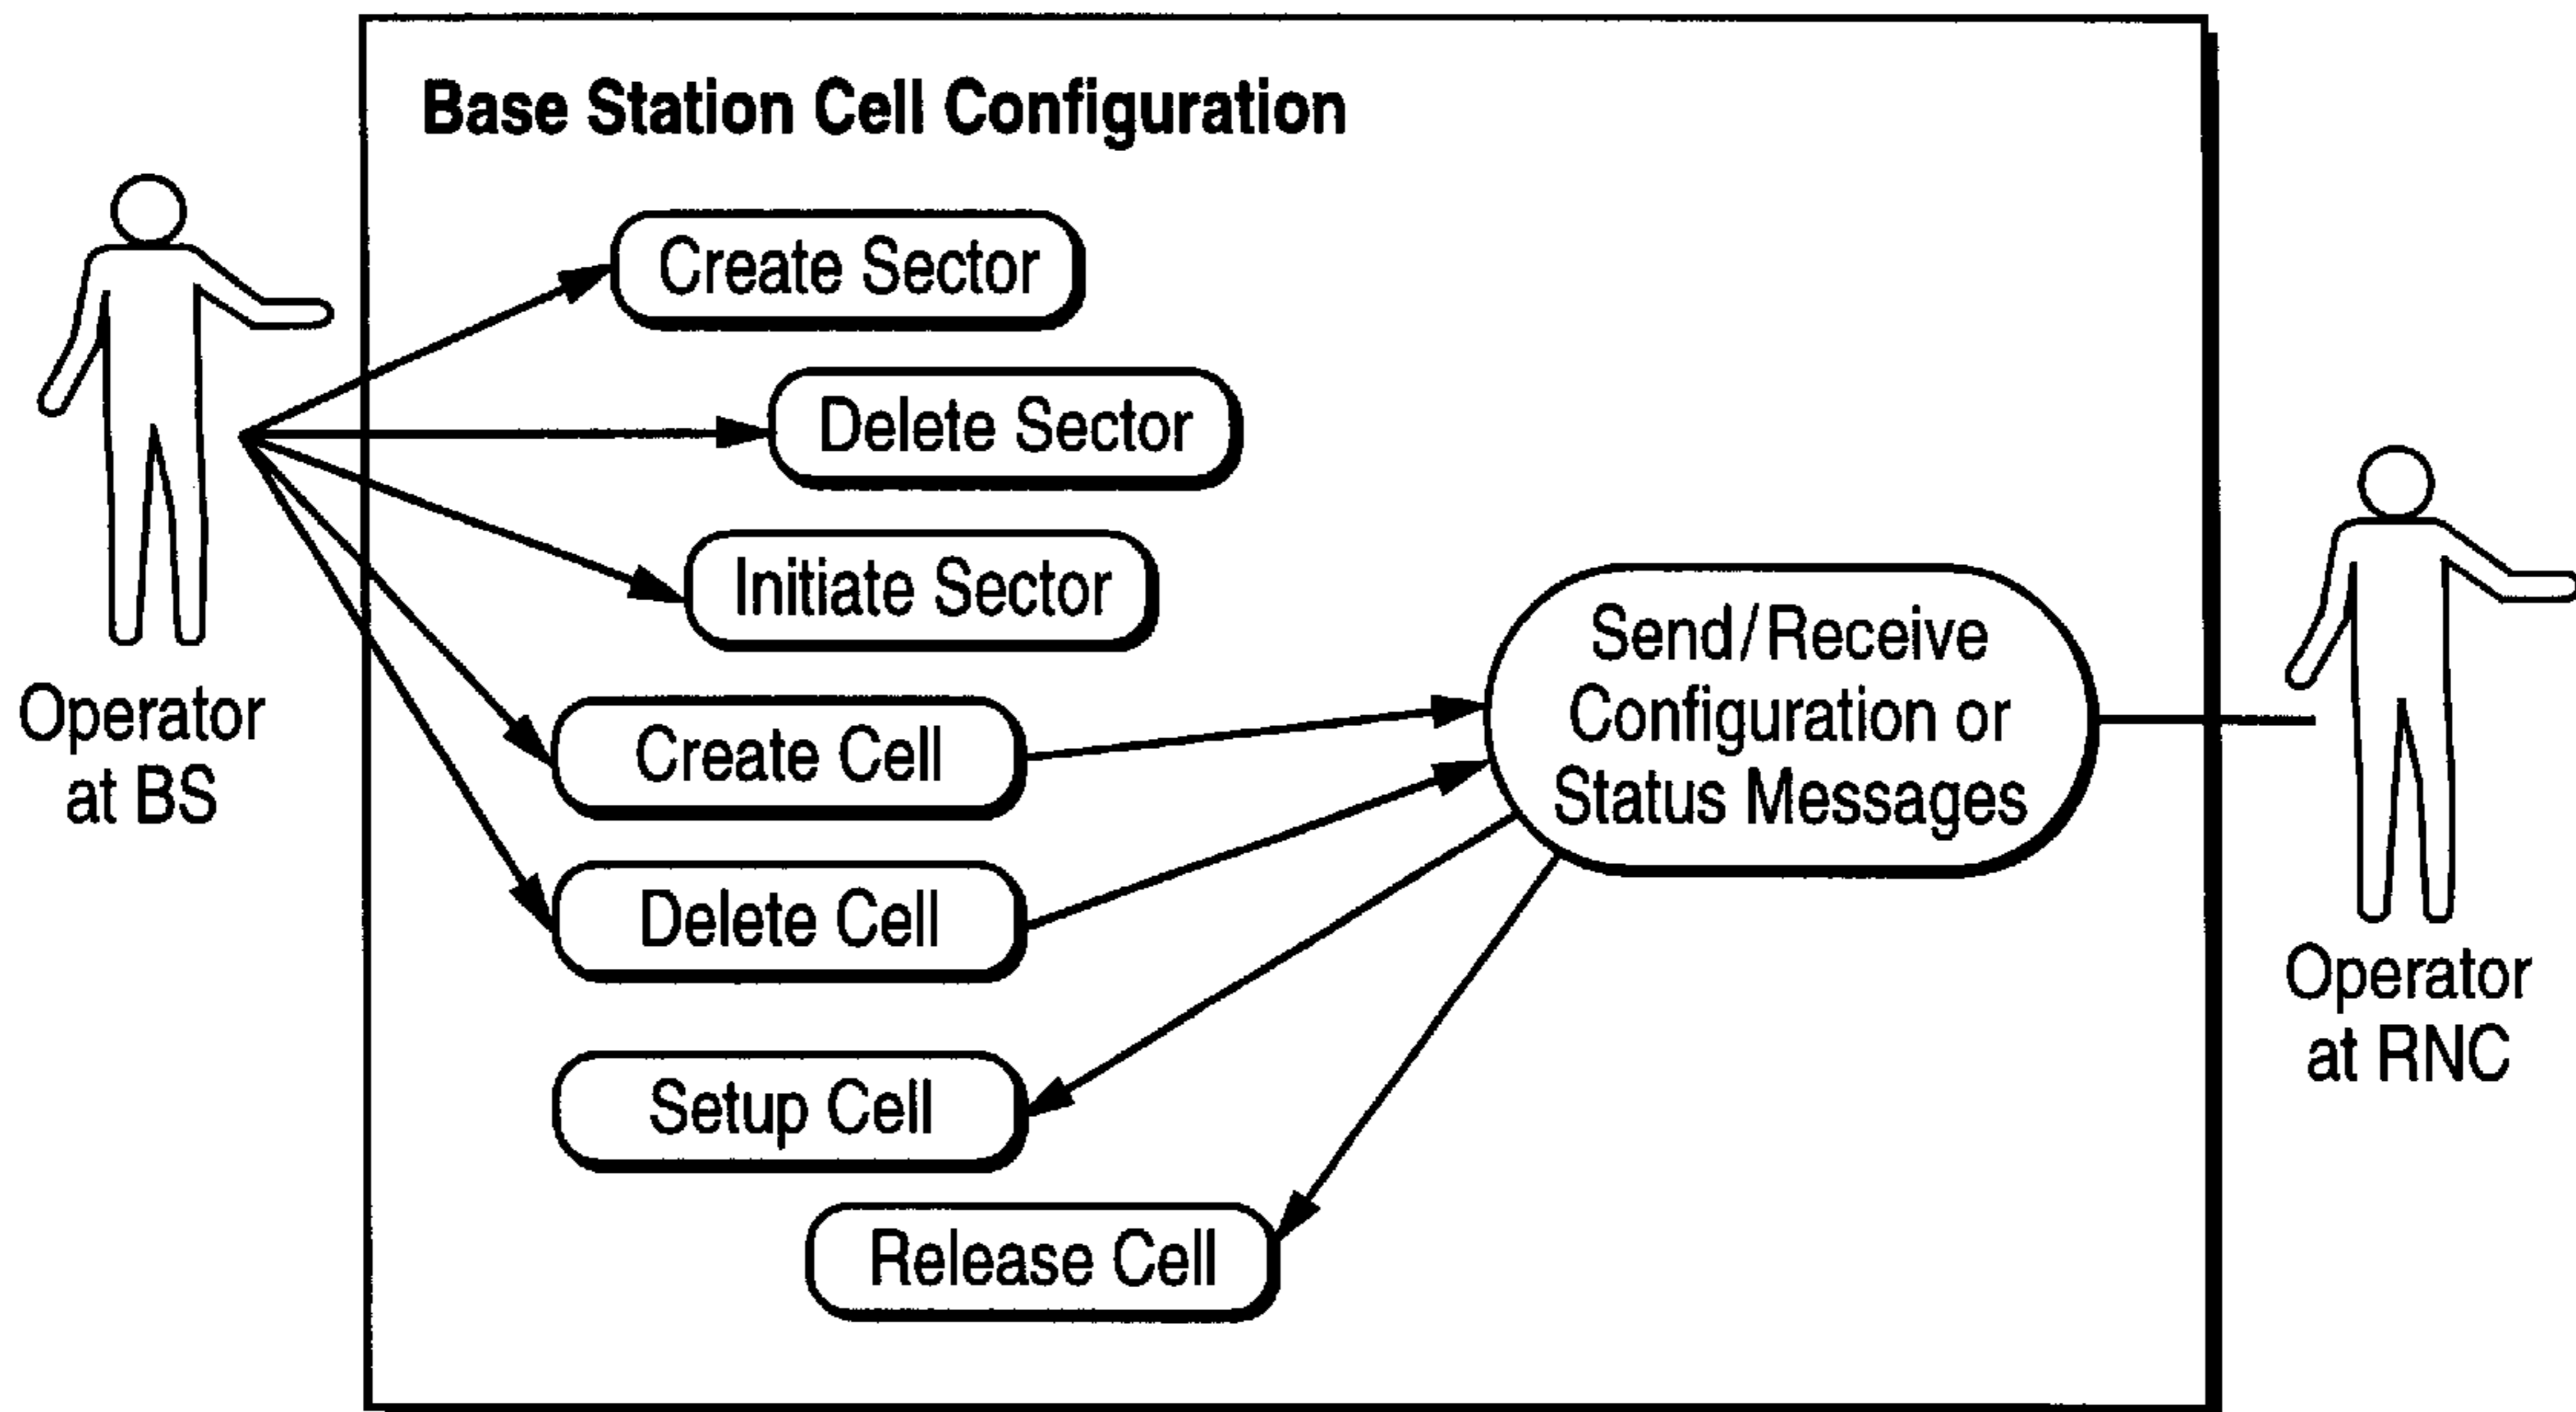 Base Station Cell Configuration
Create Sector
Delete Sector
Initiate Sector
Create Cell
Delete Cell
Setup Cell
Release Cell
Send/Receive
Configuration or
Status Messages
Operator
at BS
Operator
at RNC